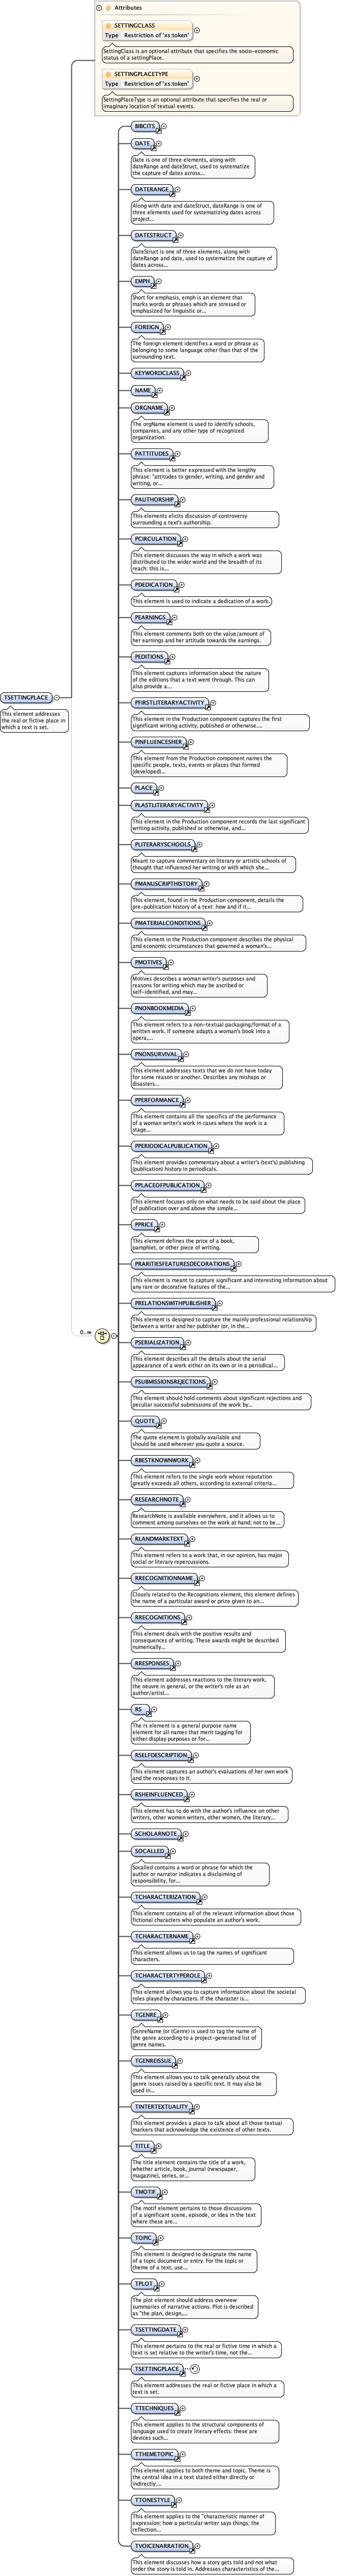 Attributes
SETTINGCLASS
Type Restriction of 'xs:token'
SettingClass is an optional attribute that specifies the socio-economic
status of a settingPlace.
SETTINGPLACETYPE
Type Restriction of 'xs:token'
SettingPlaceType is an optional attribute that specifies the real or
imaginary location of textual events.
TSETTINGPLACE
This element addresses
the real or fictive place in
which a text is set.
0..∞
BIBCITS
DATE
Date is one of three elements, along with
dateRange and dateStruct, used to systematize
the capture of dates across...
DATERANGE
Along with date and dateStruct, dateRange is one of
three elements used for systematizing dates across
project...
DATESTRUCT
DateStruct is one of three elements, along with
dateRange and date, used to systematize the capture of
dates across...
EMPH
Short for emphasis, emph is an element that
marks words or phrases which are stressed or
emphasized for linguistic or...
FOREIGN
The foreign element identifies a word or phrase as
belonging to some language other than that of the
surrounding text.
KEYWORDCLASS
NAME
ORGNAME
The orgName element is used to identify schools,
companies, and any other type of recognized
organization.
PATTITUDES
This element is better expressed with the lengthy
phrase: "attitudes to gender, writing, and gender and
writing, or...
PAUTHORSHIP
This elements elicits discussion of controversy
surrounding a text's authorship.
PCIRCULATION
This element discusses the way in which a work was
distributed to the wider world and the breadth of its
reach: this is...
PDEDICATION
This element is used to indicate a dedication of a work.
PEARNINGS
This element comments both on the value/amount of
her earnings and her attitude towards the earnings.
PEDITIONS
This element captures information about the nature
of the editions that a text went through. This can
also provide a...
PFIRSTLITERARYACTIVITY
This element in the Production component captures the first
significant writing activity, published or otherwise....
PINFLUENCESHER
This element from the Production component names the
specific people, texts, events or places that formed
(developed)...
PLACE
PLASTLITERARYACTIVITY
This element in the Production component records the last significant
writing activity, published or otherwise, and...
PLITERARYSCHOOLS
Meant to capture commentary on literary or artistic schools of
thought that influenced her writing or with which she...
PMANUSCRIPTHISTORY
This element, found in the Production component, details the
pre-publication history of a text: how and if it...
PMATERIALCONDITIONS
This element in the Production component describes the physical
and economic circumstances that governed a woman's...
PMOTIVES
Motives describes a woman writer's purposes and
reasons for writing which may be ascribed or
self-identified, and may...
PNONBOOKMEDIA
This element refers to a non-textual packaging/format of a
written work. If someone adapts a woman's book into a
opera,...
PNONSURVIVAL
This element addresses texts that we do not have today
for some reason or another. Describes any mishaps or
disasters...
PPERFORMANCE
This element contains all the specifics of the performance
of a woman writer's work in cases where the work is a
stage...
PPERIODICALPUBLICATION
This element provides commentary about a writer's (text's) publishing
(publication) history in periodicals.
PPLACEOFPUBLICATION
This element focuses only on what needs to be said about the place
of publication over and above the simple...
PPRICE
This element defines the price of a book,
pamphlet, or other piece of writing.
PRARITIESFEATURESDECORATIONS
This element is meant to capture significant and interesting information about
any rare or decorative features of the...
PRELATIONSWITHPUBLISHER
This element is designed to capture the mainly professional relationship
between a writer and her publisher (or, in the...
PSERIALIZATION
This element describes all the details about the serial
appearance of a work either on its own or in a periodical...
PSUBMISSIONSREJECTIONS
This element should hold comments about significant rejections and
peculiar successful submissions of the work by...
QUOTE
The quote element is globally available and
should be used wherever you quote a source.
RBESTKNOWNWORK
This element refers to the single work whose reputation
greatly exceeds all others, according to external criteria...
RESEARCHNOTE
ResearchNote is available everywhere, and it allows us to
comment among ourselves on the work at hand; not to be...
RLANDMARKTEXT
This element refers to a work that, in our opinion, has major
social or literary repercussions.
RRECOGNITIONNAME
Closely related to the Recognitions element, this element defines
the name of a particular award or prize given to an...
RRECOGNITIONS
This element deals with the positive results and
consequences of writing. These awards might be described
numerically...
RRESPONSES
This element addresses reactions to the literary work,
the oeuvre in general, or the writer's role as an
author/artist...
RS
The rs element is a general purpose name
element for all names that merit tagging for
either display purposes or for...
RSELFDESCRIPTION
This element captures an author's evaluations of her own work
and the responses to it.
RSHEINFLUENCED
This element has to do with the author's influence on other
writers, other women writers, other women, the literary...
SCHOLARNOTE
SOCALLED
Socalled contains a word or phrase for which the
author or narrator indicates a disclaiming of
responsibility, for...
TCHARACTERIZATION
This element contains all of the relevant information about those
fictional characters who populate an author's work.
TCHARACTERNAME
This element allows us to tag the names of significant
characters.
TCHARACTERTYPEROLE
This element allows you to capture information about the societal
roles played by characters. If the character is...
TGENRE
GenreName (or tGenre) is used to tag the name of
the genre according to a project-generated list of
genre names.
TGENREISSUE
This element allows you to talk generally about the
genre issues raised by a specific text. It may also be
used in...
TINTERTEXTUALITY
This element provides a place to talk about all those textual
markers that acknowledge the existence of other texts.
TITLE
The title element contains the title of a work,
whether article, book, journal (newspaper,
magazine), series, or...
TMOTIF
The motif element pertains to those discussions
of a significant scene, episode, or idea in the text
where these are...
TOPIC
This element is designed to designate the name
of a topic document or entry. For the topic or
theme of a text, use...
TPLOT
The plot element should address overview
summaries of narrative actions. Plot is described
as "the plan, design,...
TSETTINGDATE
This element pertains to the real or fictive time in which a
text is set relative to the writer's time, not the...
TSETTINGPLACE
This element addresses the real or fictive place in which a
text is set.
TTECHNIQUES
This element applies to the structural components of
language used to create literary effects: these are
devices such...
TTHEMETOPIC
This element applies to both theme and topic. Theme is
the central idea in a text stated either directly or
indirectly;...
TTONESTYLE
This element applies to the "characteristic manner of
expression; how a particular writer says things; the
reflection...
TVOICENARRATION
This element discusses how a story gets told and not what
order the story is told in. Addresses characteristics of the...